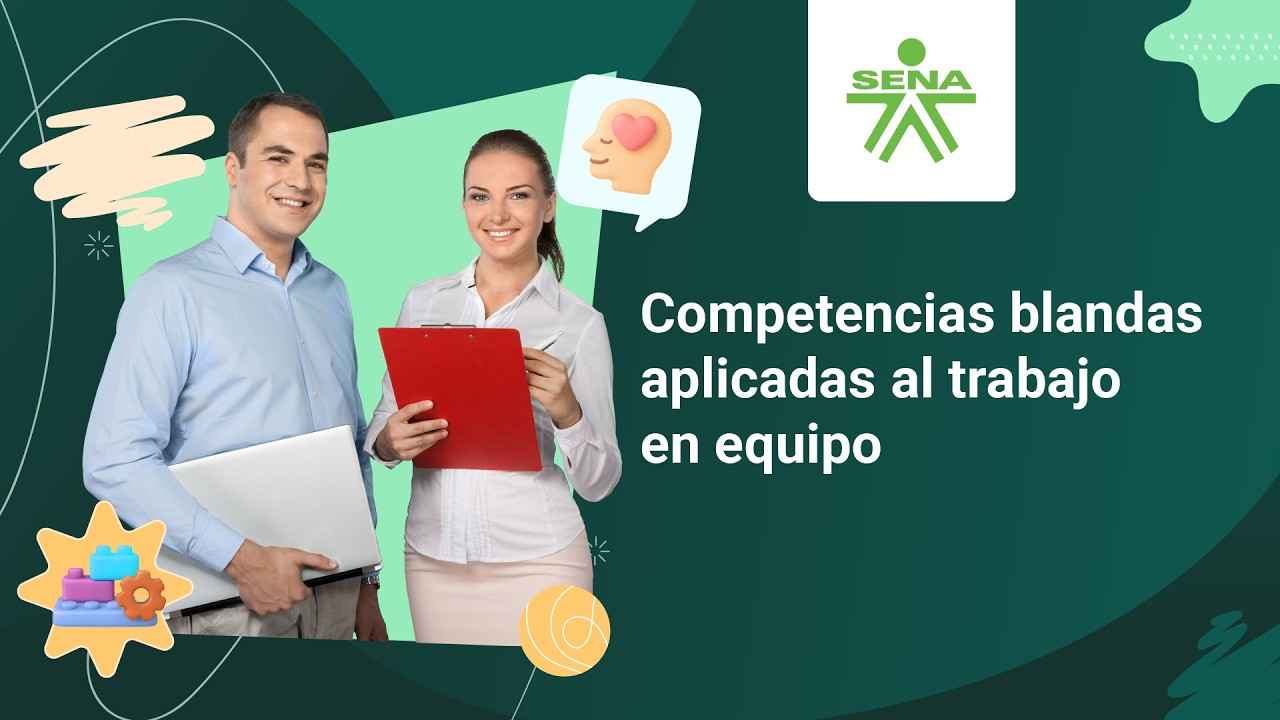 SENA
Competencias blandas
aplicadas al trabajo
en equipo